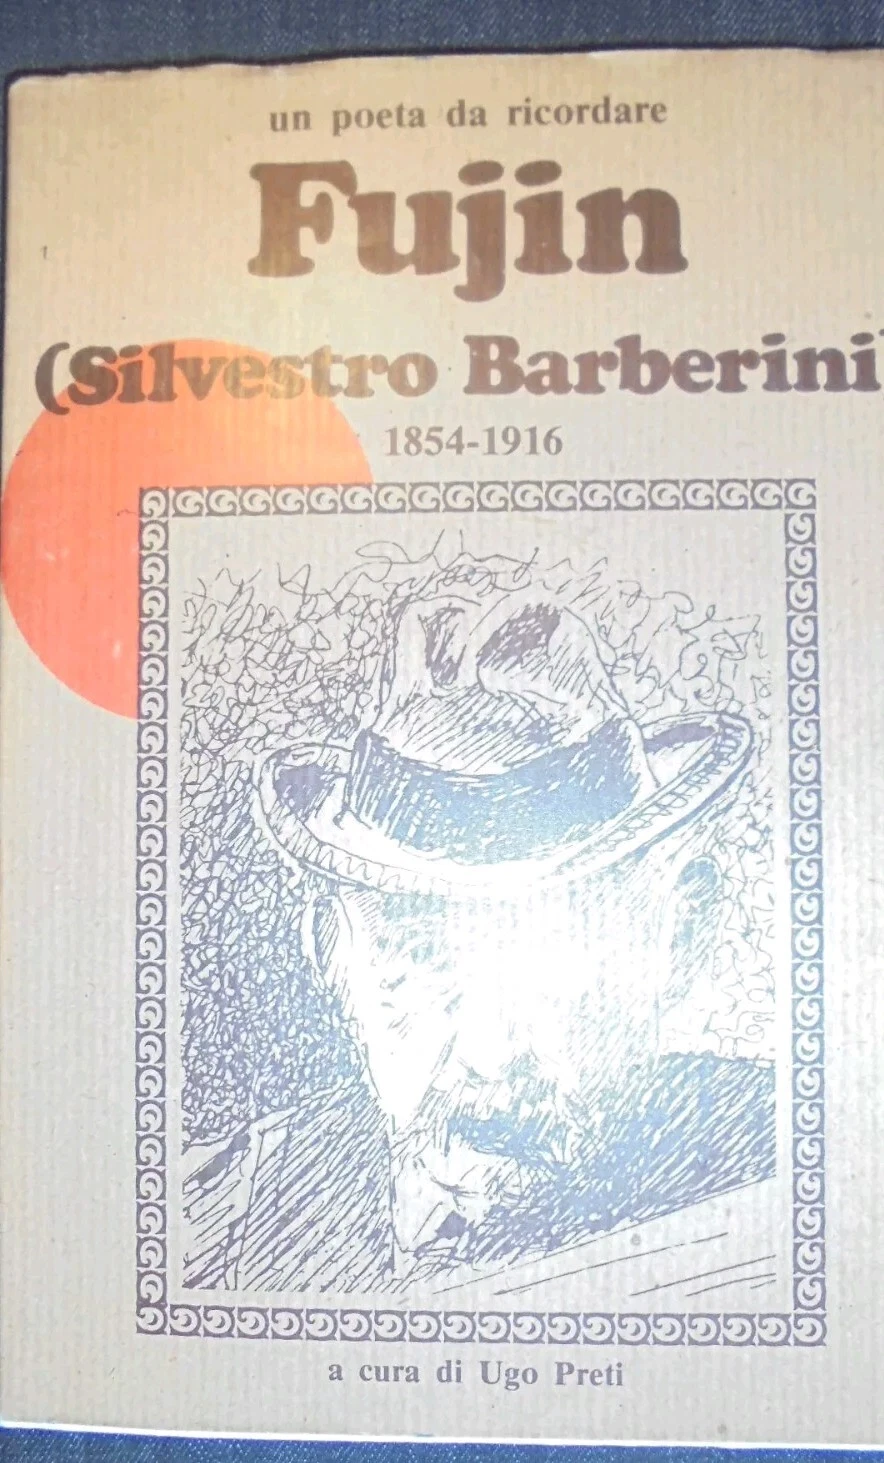 un poeta da ricordare
Fujin
(Silvestro Barberini)
1854-1916
a cura di Ugo Preti